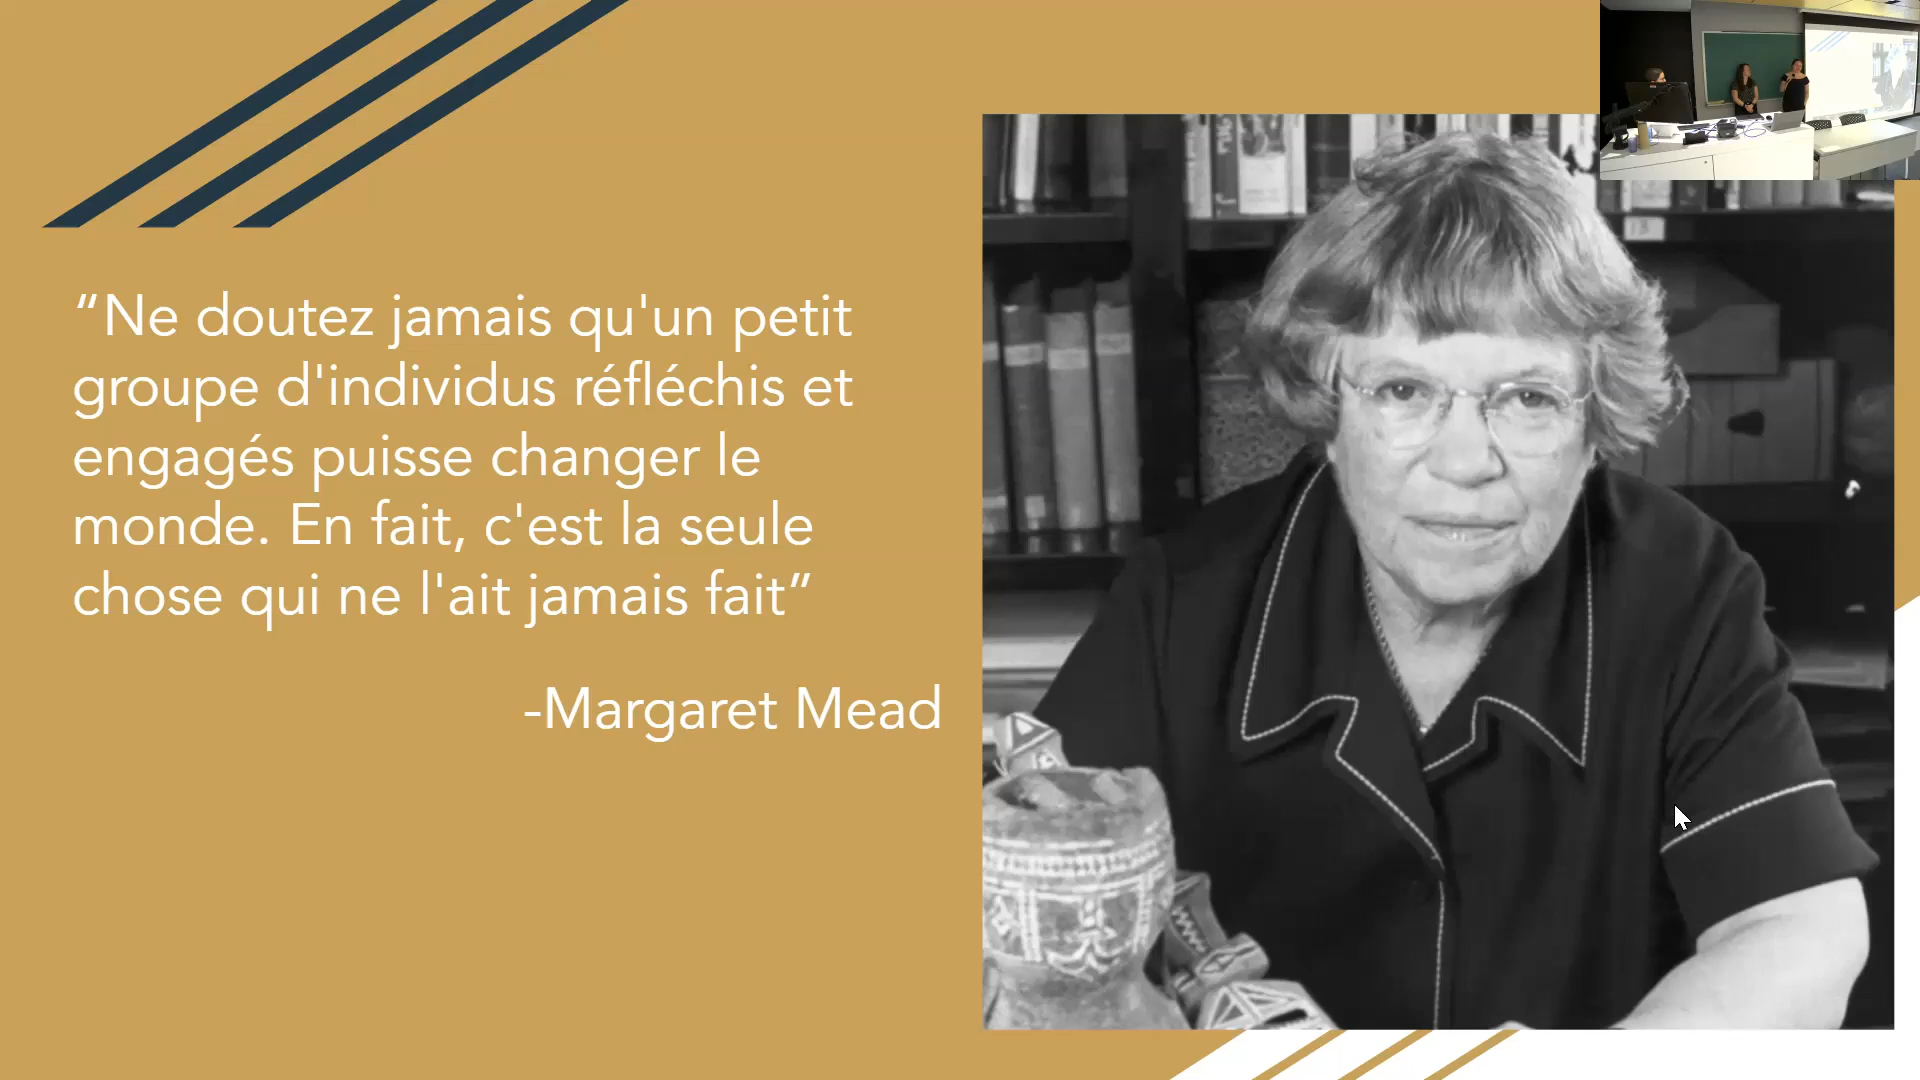 “Ne doutez jamais qu'un petit
groupe d'individus réfléchis et
engagés puisse changer le
monde. En fait, c'est la seule
chose qui ne l'ait jamais fait”
-Margaret Mead